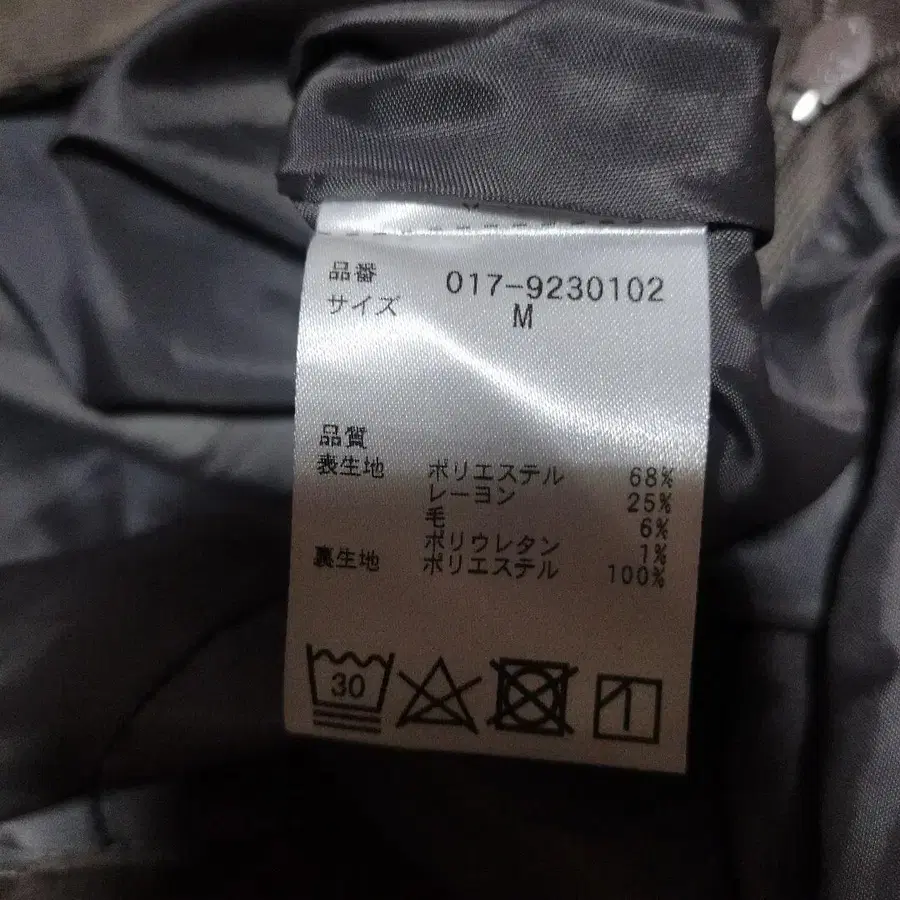 品番 017-9230102
サイズ M
品質
表生地 ポリエステル 68%
レーヨン 25%
毛 6%
ポリウレタン 1%
裏生地 ポリエステル 100%
30